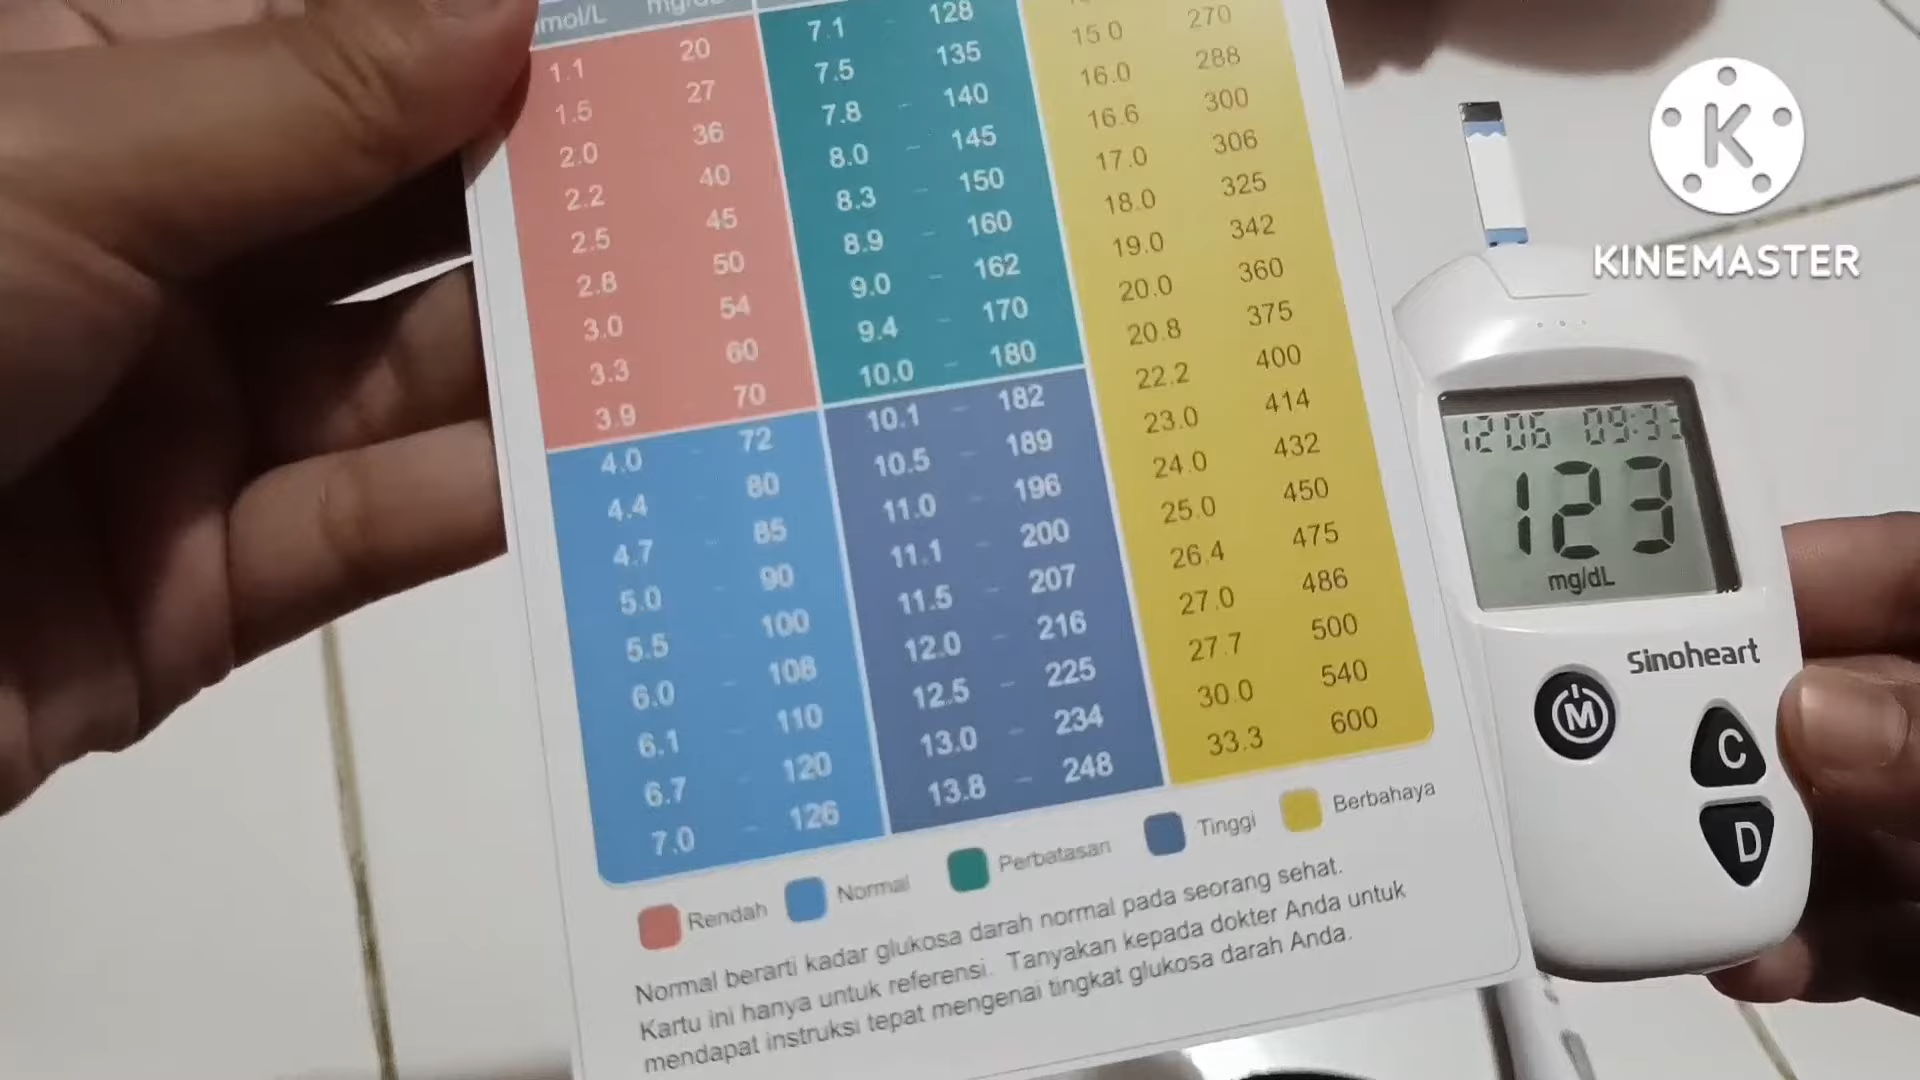 mol/L
1.1 20
1.5 27
2.0 36
2.2 40
2.5 45
2.8 50
3.0 54
3.3 60
3.9 70
4.0 - 72
4.4 - 80
4.7 - 85
5.0 - 90
5.5 - 100
6.0 - 108
6.1 - 110
6.7 - 120
7.0 - 126
7.1 - 128
7.5 135
7.8 - 140
8.0 - 145
8.3 - 150
8.9 - 160
9.0 - 162
9.4 - 170
10.0 - 180
10.1 - 182
10.5 - 189
11.0 - 196
11.1 - 200
11.5 - 207
12.0 - 216
12.5 - 225
13.0 - 234
13.8 - 248
15.0 270
16.0 288
16.6 300
17.0 306
18.0 325
19.0 342
20.0 360
20.8 375
22.2 400
23.0 414
24.0 432
25.0 450
26.4 475
27.0 486
27.7 500
30.0 540
33.3 600
Rendah Normal Perbatasan Tinggi Berbahaya
Normal berarti kadar glukosa darah normal pada seorang sehat.
Kartu ini hanya untuk referensi. Tanyakan kepada dokter Anda untuk
mendapat instruksi tepat mengenai tingkat glukosa darah Anda.
K
KINEMASTER
12 06 09:33
123
mg/dL
Sinoheart
M
C
D